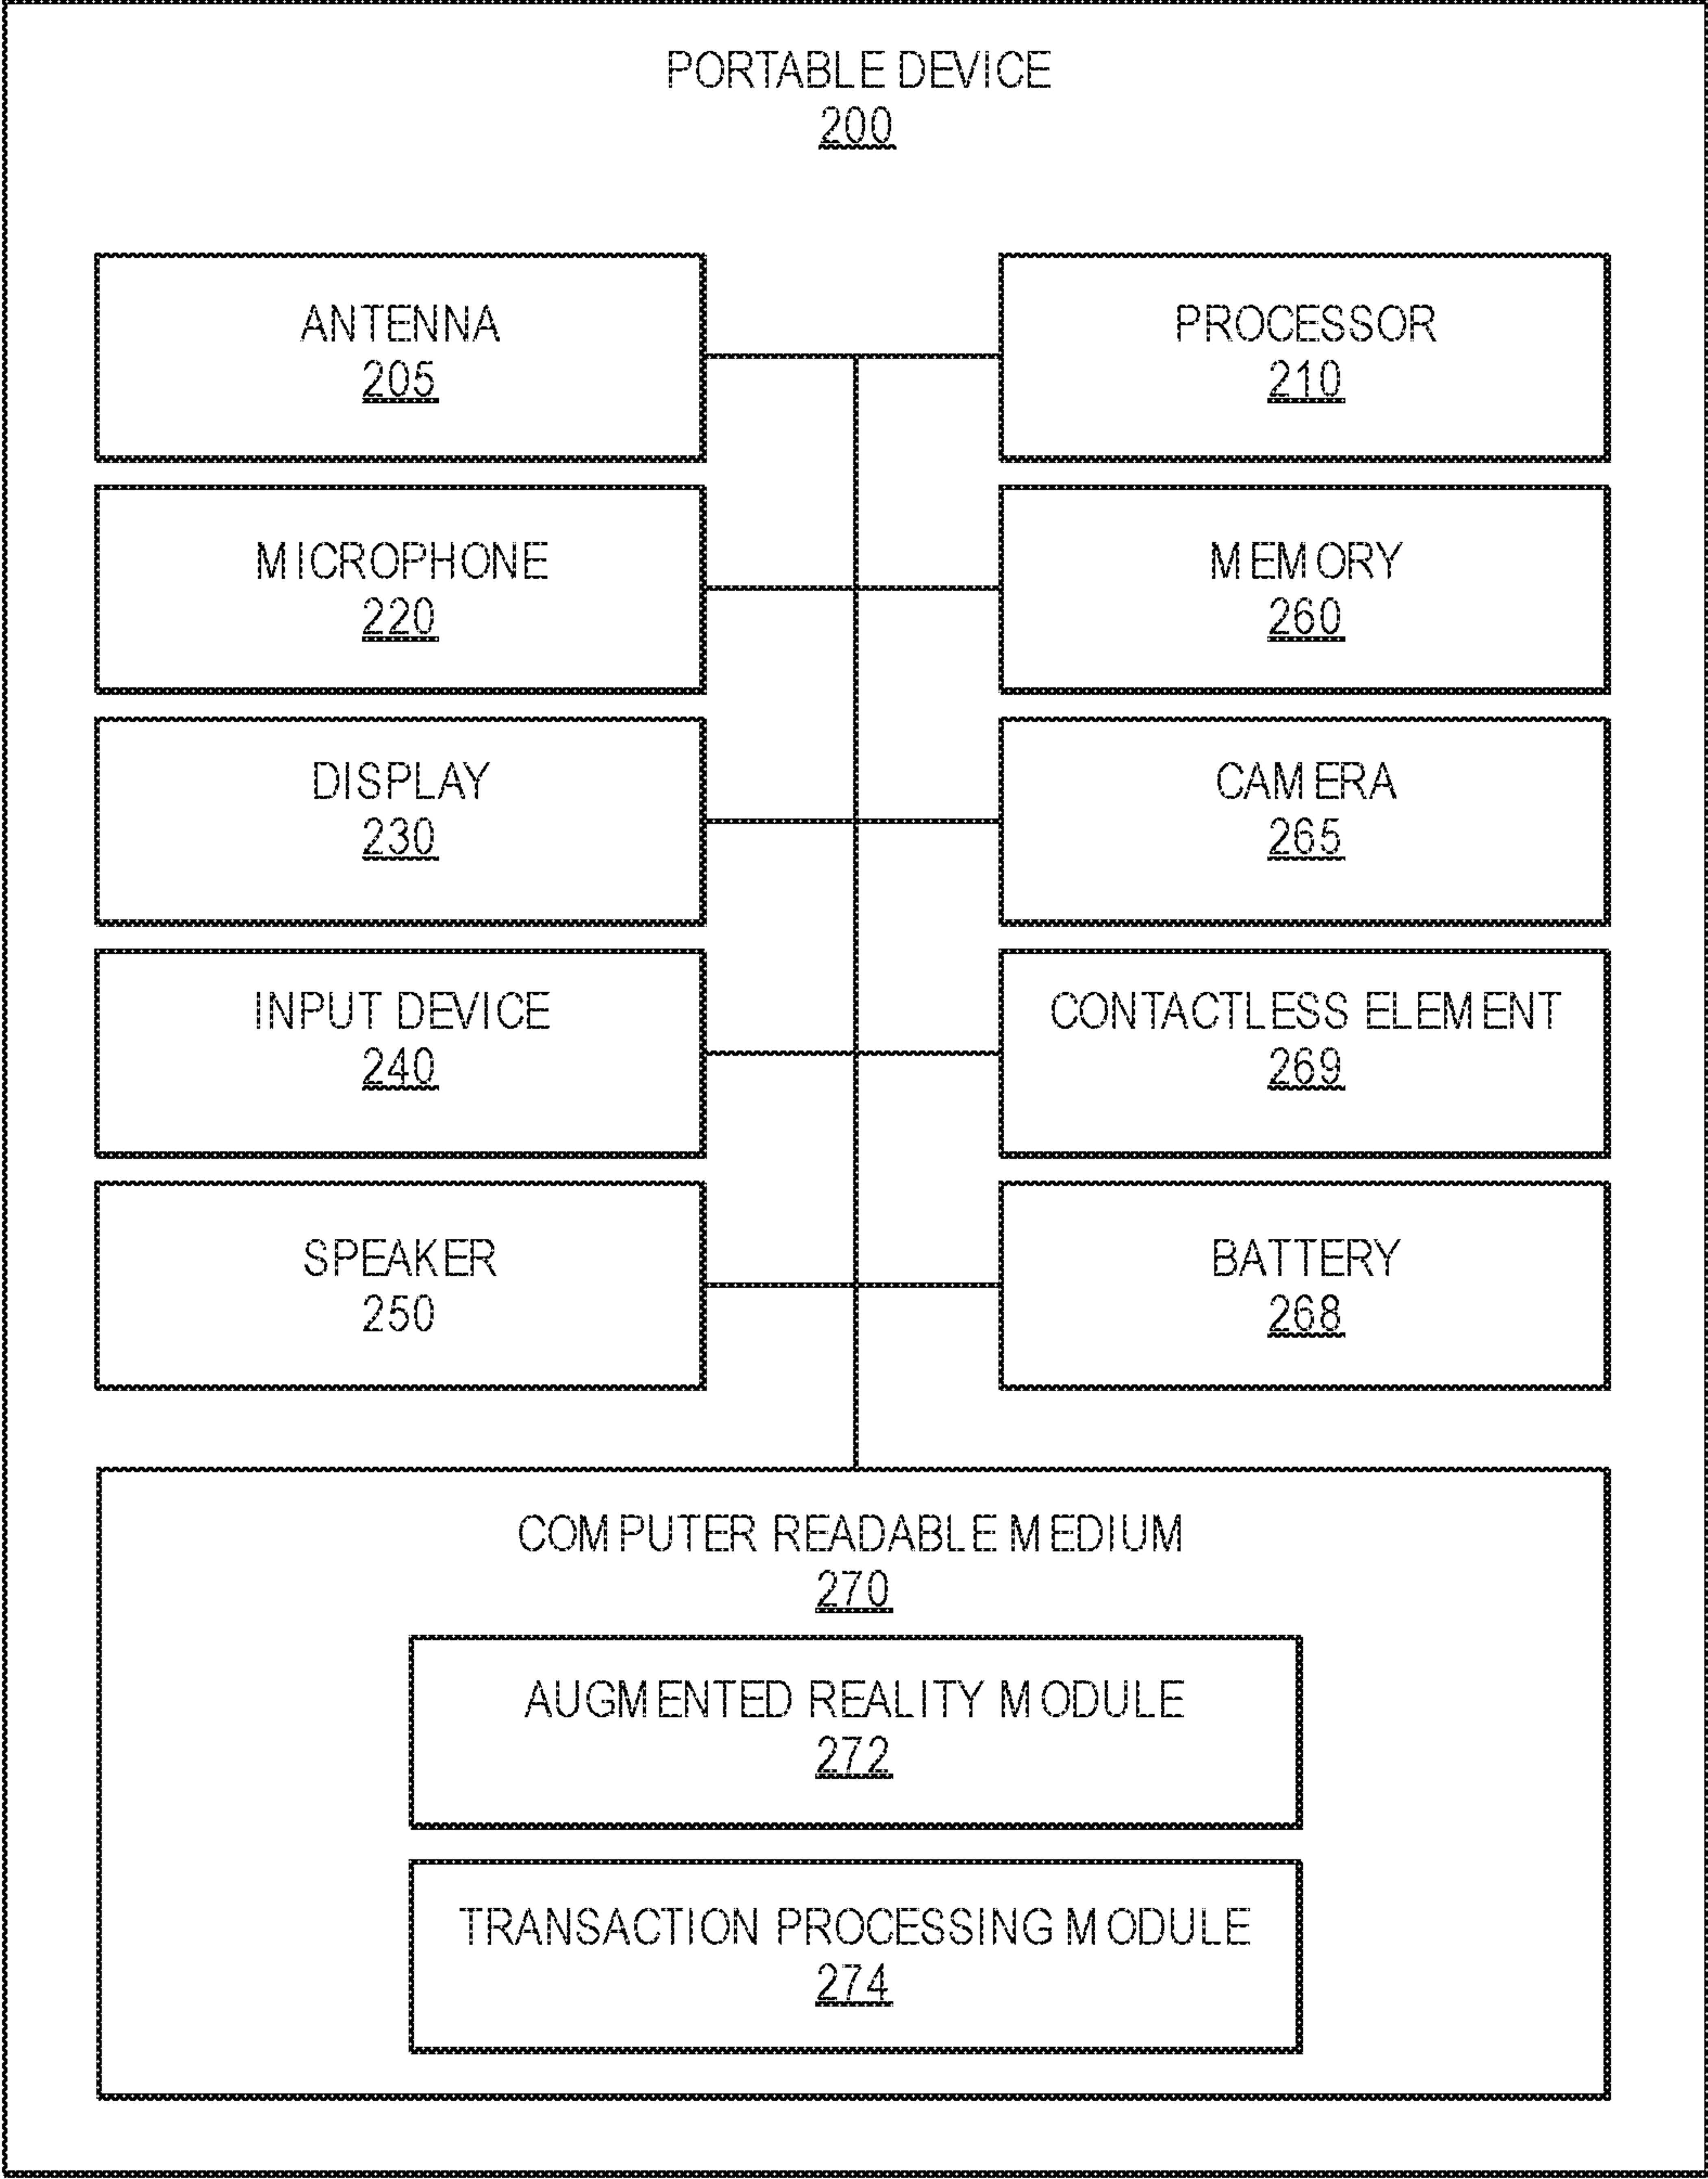 PORTABLE DEVICE
200
ANTENNA
205
PROCESSOR
210
MICROPHONE
220
MEMORY
260
DISPLAY
230
CAMERA
265
INPUT DEVICE
240
CONTACTLESS ELEMENT
269
SPEAKER
250
BATTERY
268
COMPUTER READABLE MEDIUM
270
AUGMENTED REALITY MODULE
272
TRANSACTION PROCESSING MODULE
274